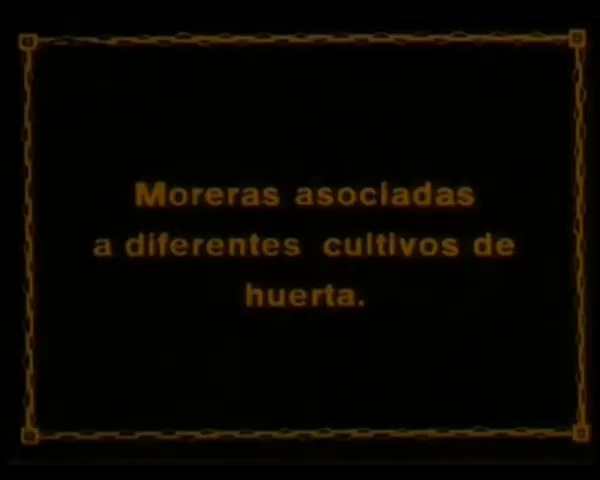 Moreras asociadas
a diferentes cultivos de
huerta.